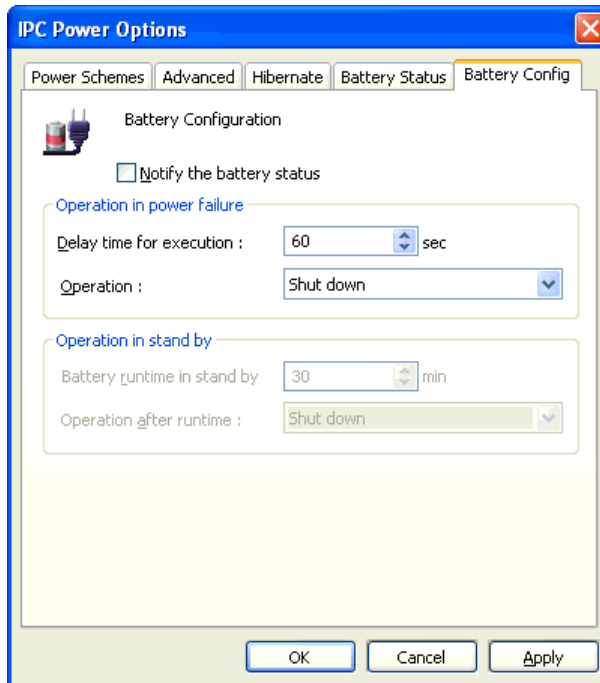 IPC Power Options
Power Schemes Advanced Hibernate Battery Status Battery Config
Battery Configuration
Notify the battery status
Operation in power failure
Delay time for execution : 60 sec
Operation : Shut down
Operation in stand by
Battery runtime in stand by 30 min
Operation after runtime : Shut down
OK Cancel Apply